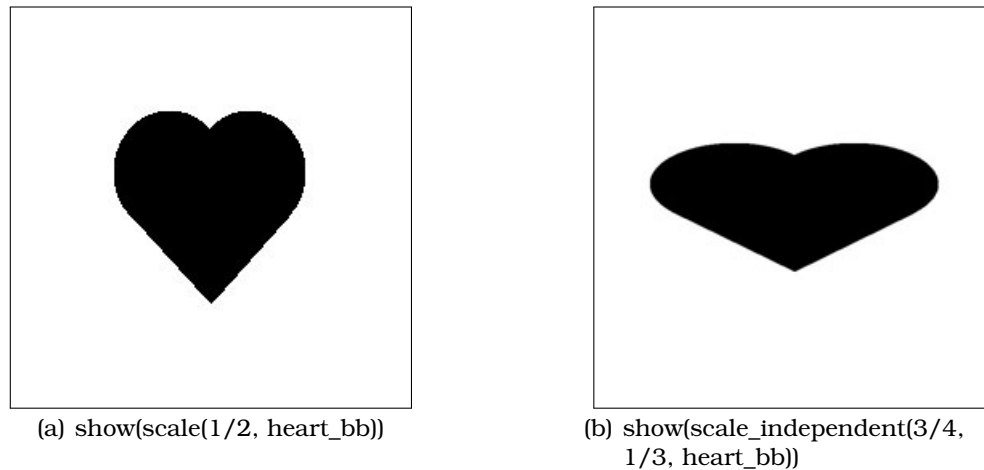 (a) show(scale(1/2, heart_bb))
(b) show(scale_independent(3/4,
1/3, heart_bb))